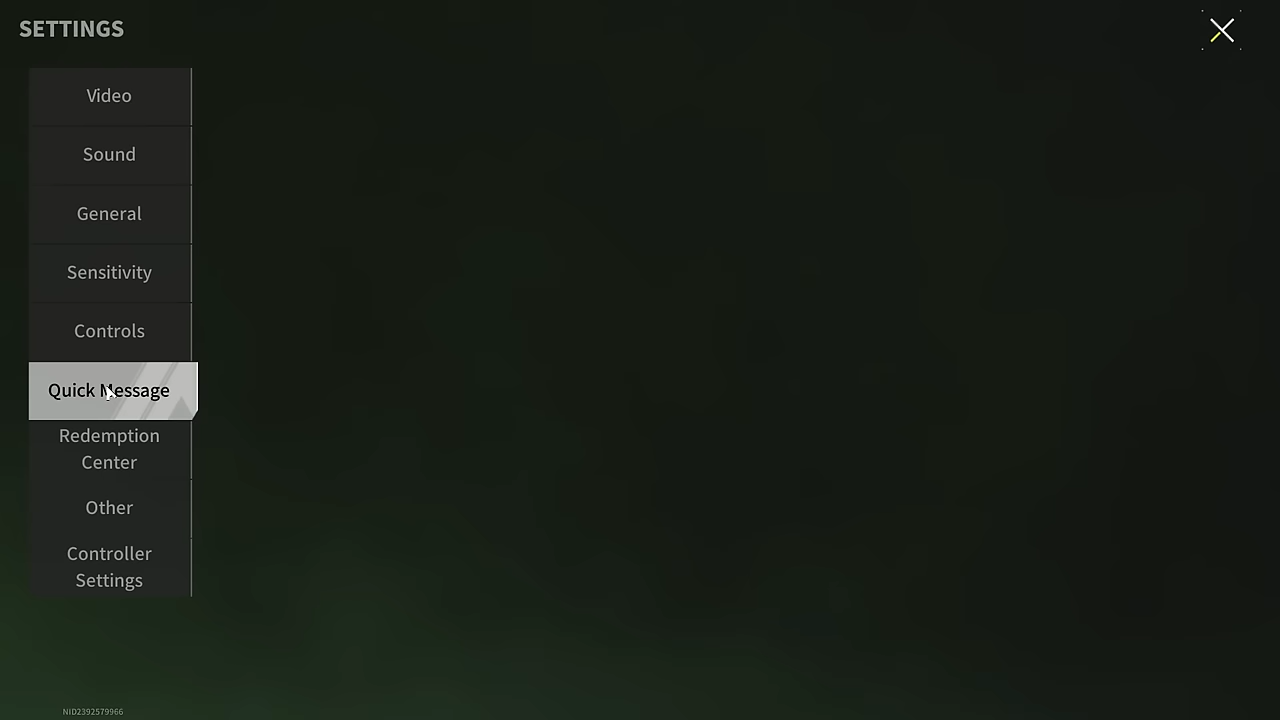 SETTINGS
Video
Sound
General
Sensitivity
Controls
Quick Message
Redemption
Center
Other
Controller
Settings
NID2392579966